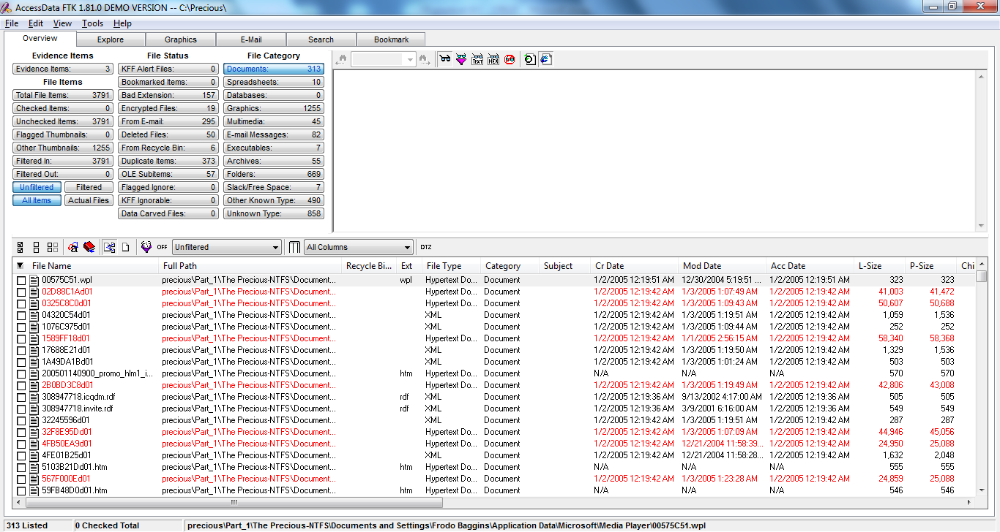 AccessData FTK 1.81.0 DEMO VERSION -- C:\Precious\
File Edit View Tools Help
Overview Explore Graphics E-Mail Search Bookmark
Evidence Items File Status File Category
Evidence Items: 3 KFF Alert Files: 0 Documents: 313
File Items Bookmarked Items: 0 Spreadsheets: 10
Total File Items: 3791 Bad Extension: 157 Databases: 0
Checked Items: 0 Encrypted Files: 19 Graphics: 1255
Unchecked Items: 3791 From E-mail: 295 Multimedia: 45
Flagged Thumbnails: 0 Deleted Files: 50 E-mail Messages: 82
Other Thumbnails: 1255 From Recycle Bin: 6 Executables: 7
Filtered In: 3791 Duplicate Items: 373 Archives: 55
Filtered Out: 0 OLE Subitems: 57 Folders: 669
Unfiltered Filtered Flagged Ignore: 0 Slack/Free Space: 7
All Items Actual Files KFF Ignorable: 0 Other Known Type: 490
Data Carved Files: 0 Unknown Type: 858
TEXT HEX
OFF Unfiltered All Columns DTZ
File Name Full Path Recycle Bi... Ext File Type Category Subject Cr Date Mod Date Acc Date L-Size P-Size Chi
00575C51.wpl precious\Part_1\The Precious-NTFS\Document... wpl Hypertext Do... Document 1/2/2005 12:19:51 AM 12/30/2004 5:19:51 ... 1/2/2005 12:19:51 AM 323 323
02D88C1Ad01 precious\Part_1\The Precious-NTFS\Document... Hypertext Do... Document 1/2/2005 12:19:42 AM 1/3/2005 1:07:49 AM 1/2/2005 12:19:42 AM 41,003 41,472
0325C8C0d01 precious\Part_1\The Precious-NTFS\Document... Hypertext Do... Document 1/2/2005 12:19:42 AM 1/3/2005 1:09:43 AM 1/2/2005 12:19:42 AM 50,607 50,688
04320C54d01 precious\Part_1\The Precious-NTFS\Document... XML Document 1/2/2005 12:19:42 AM 1/3/2005 1:19:51 AM 1/2/2005 12:19:42 AM 1,059 1,536
1076C975d01 precious\Part_1\The Precious-NTFS\Document... XML Document 1/2/2005 12:19:42 AM 1/3/2005 1:09:44 AM 1/2/2005 12:19:42 AM 252 252
1589FF18d01 precious\Part_1\The Precious-NTFS\Document... Hypertext Do... Document 1/2/2005 12:19:42 AM 1/1/2005 2:56:15 AM 1/2/2005 12:19:42 AM 58,340 58,368
17688E21d01 precious\Part_1\The Precious-NTFS\Document... XML Document 1/2/2005 12:19:42 AM 1/3/2005 1:19:50 AM 1/2/2005 12:19:42 AM 1,329 1,536
1A49DA1Bd01 precious\Part_1\The Precious-NTFS\Document... XML Document 1/2/2005 12:19:42 AM 1/3/2005 1:01:24 AM 1/2/2005 12:19:42 AM 503 503
200501140900_promo_hlm1_i... precious\Part_1\The Precious-NTFS\Document... htm Hypertext Do... Document N/A N/A N/A 570 570
2B0BD3C8d01 precious\Part_1\The Precious-NTFS\Document... Hypertext Do... Document 1/2/2005 12:19:42 AM 1/3/2005 1:19:49 AM 1/2/2005 12:19:42 AM 42,806 43,008
308947718.icqdm.rdf precious\Part_1\The Precious-NTFS\Document... rdf XML Document 1/2/2005 12:19:36 AM 9/13/2002 4:17:00 AM 1/2/2005 12:19:36 AM 505 505
308947718.invite.rdf precious\Part_1\The Precious-NTFS\Document... rdf XML Document 1/2/2005 12:19:36 AM 3/9/2001 6:16:00 AM 1/2/2005 12:19:36 AM 549 549
32245596d01 precious\Part_1\The Precious-NTFS\Document... XML Document 1/2/2005 12:19:42 AM 1/3/2005 1:19:51 AM 1/2/2005 12:19:42 AM 287 287
32F8E95Dd01 precious\Part_1\The Precious-NTFS\Document... Hypertext Do... Document 1/2/2005 12:19:42 AM 1/3/2005 1:07:09 AM 1/2/2005 12:19:42 AM 44,946 45,056
4FB50EA9d01 precious\Part_1\The Precious-NTFS\Document... Hypertext Do... Document 1/2/2005 12:19:42 AM 12/21/2004 11:58:39... 1/2/2005 12:19:42 AM 24,950 25,088
4FE01B25d01 precious\Part_1\The Precious-NTFS\Document... XML Document 1/2/2005 12:19:42 AM 12/21/2004 11:58:28... 1/2/2005 12:19:42 AM 1,632 2,048
5103B21Dd01.htm precious\Part_1\The Precious-NTFS\Document... htm Hypertext Do... Document N/A N/A N/A 555 555
567F000Ed01 precious\Part_1\The Precious-NTFS\Document... Hypertext Do... Document 1/2/2005 12:19:42 AM 1/3/2005 1:23:28 AM 1/2/2005 12:19:42 AM 24,859 25,088
59FB48D0d01.htm precious\Part_1\The Precious-NTFS\Document... htm Hypertext Do... Document N/A N/A N/A 546 546
313 Listed 0 Checked Total precious\Part_1\The Precious-NTFS\Documents and Settings\Frodo Baggins\Application Data\Microsoft\Media Player\00575C51.wpl